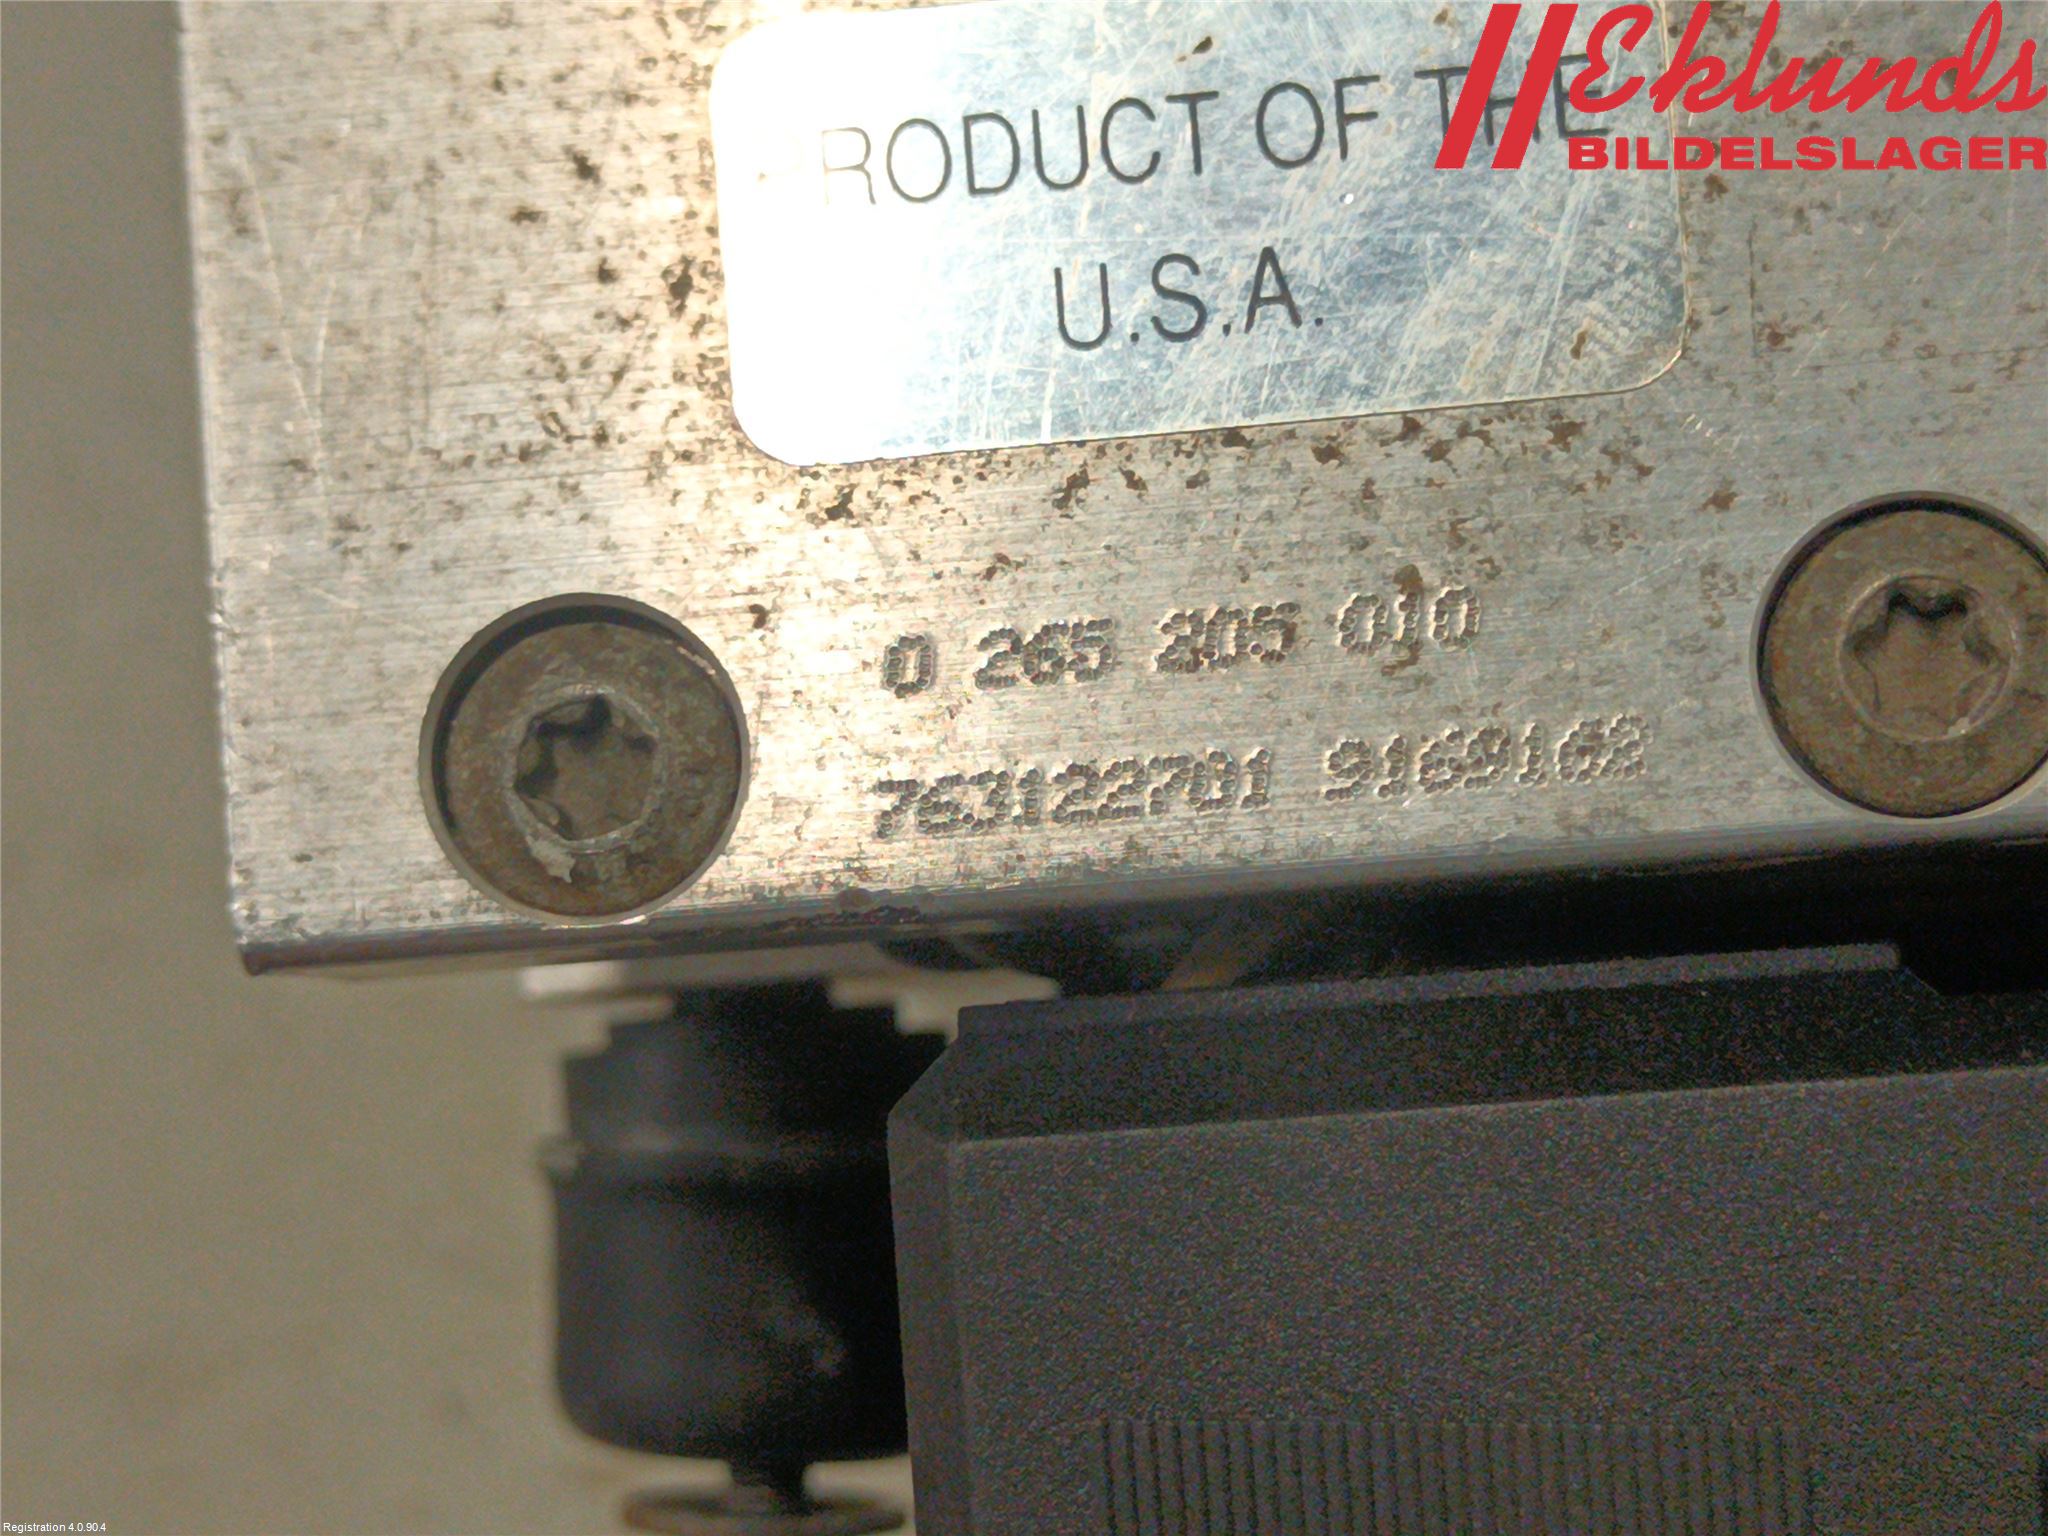 Eklunds
BILDELSLAGER
PRODUCT OF THE
U.S.A.
0 265 205 010
763122701 9169162
Registration 4.0.90.4